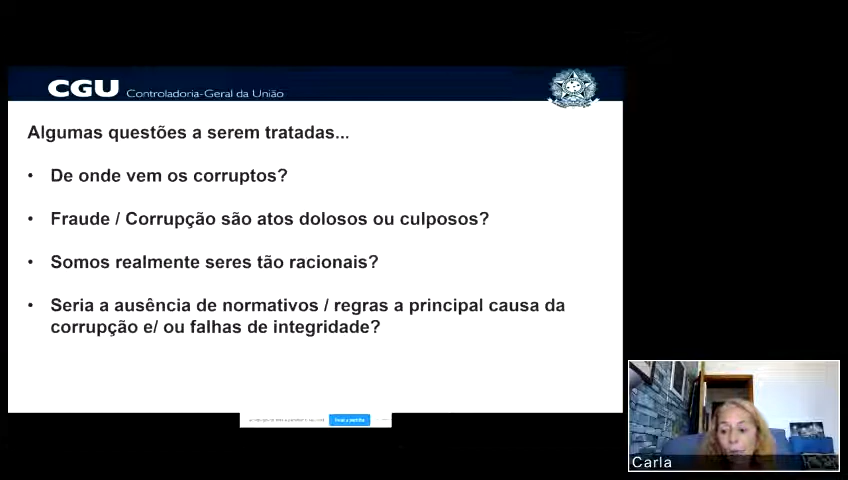 CGU Controladoria-Geral da União
Algumas questões a serem tratadas...
• De onde vem os corruptos?
• Fraude / Corrupção são atos dolosos ou culposos?
• Somos realmente seres tão racionais?
• Seria a ausência de normativos / regras a principal causa da
corrupção e/ ou falhas de integridade?
Carla